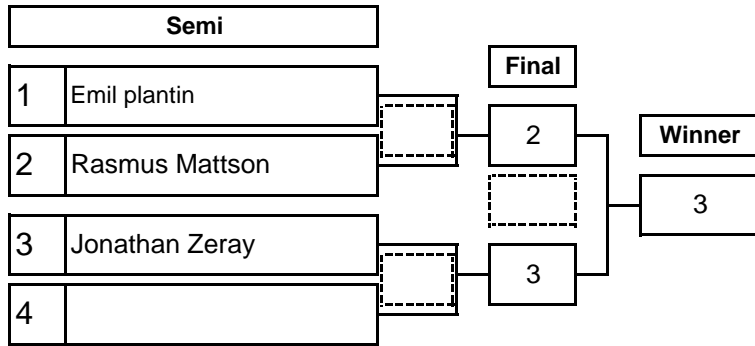 Semi
Final
Winner
1 Emil plantin
2 Rasmus Mattson
3 Jonathan Zeray
4
2
3
3